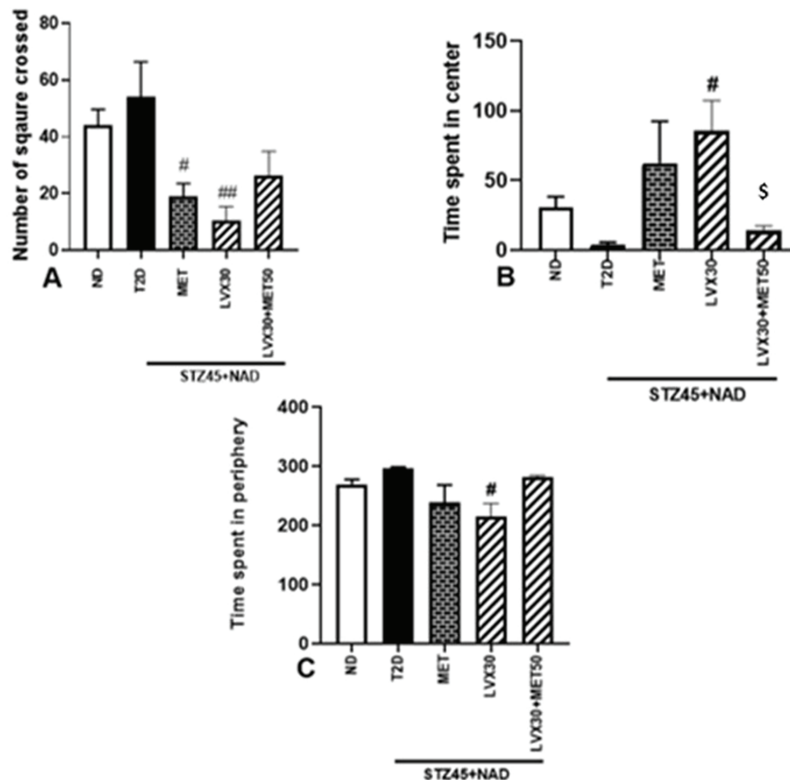 Number of sqaure crossed
80
60
40
20
0
#
##
ND
T2D
MET
LVX30
LVX30+MET50
STZ45+NAD
A
Time spent in center
150
100
50
0
#
$
ND
T2D
MET
LVX30
LVX30+MET50
STZ45+NAD
B
Time spent in periphery
400
300
200
100
0
#
ND
T2D
MET
LVX30
LVX30+MET50
STZ45+NAD
C